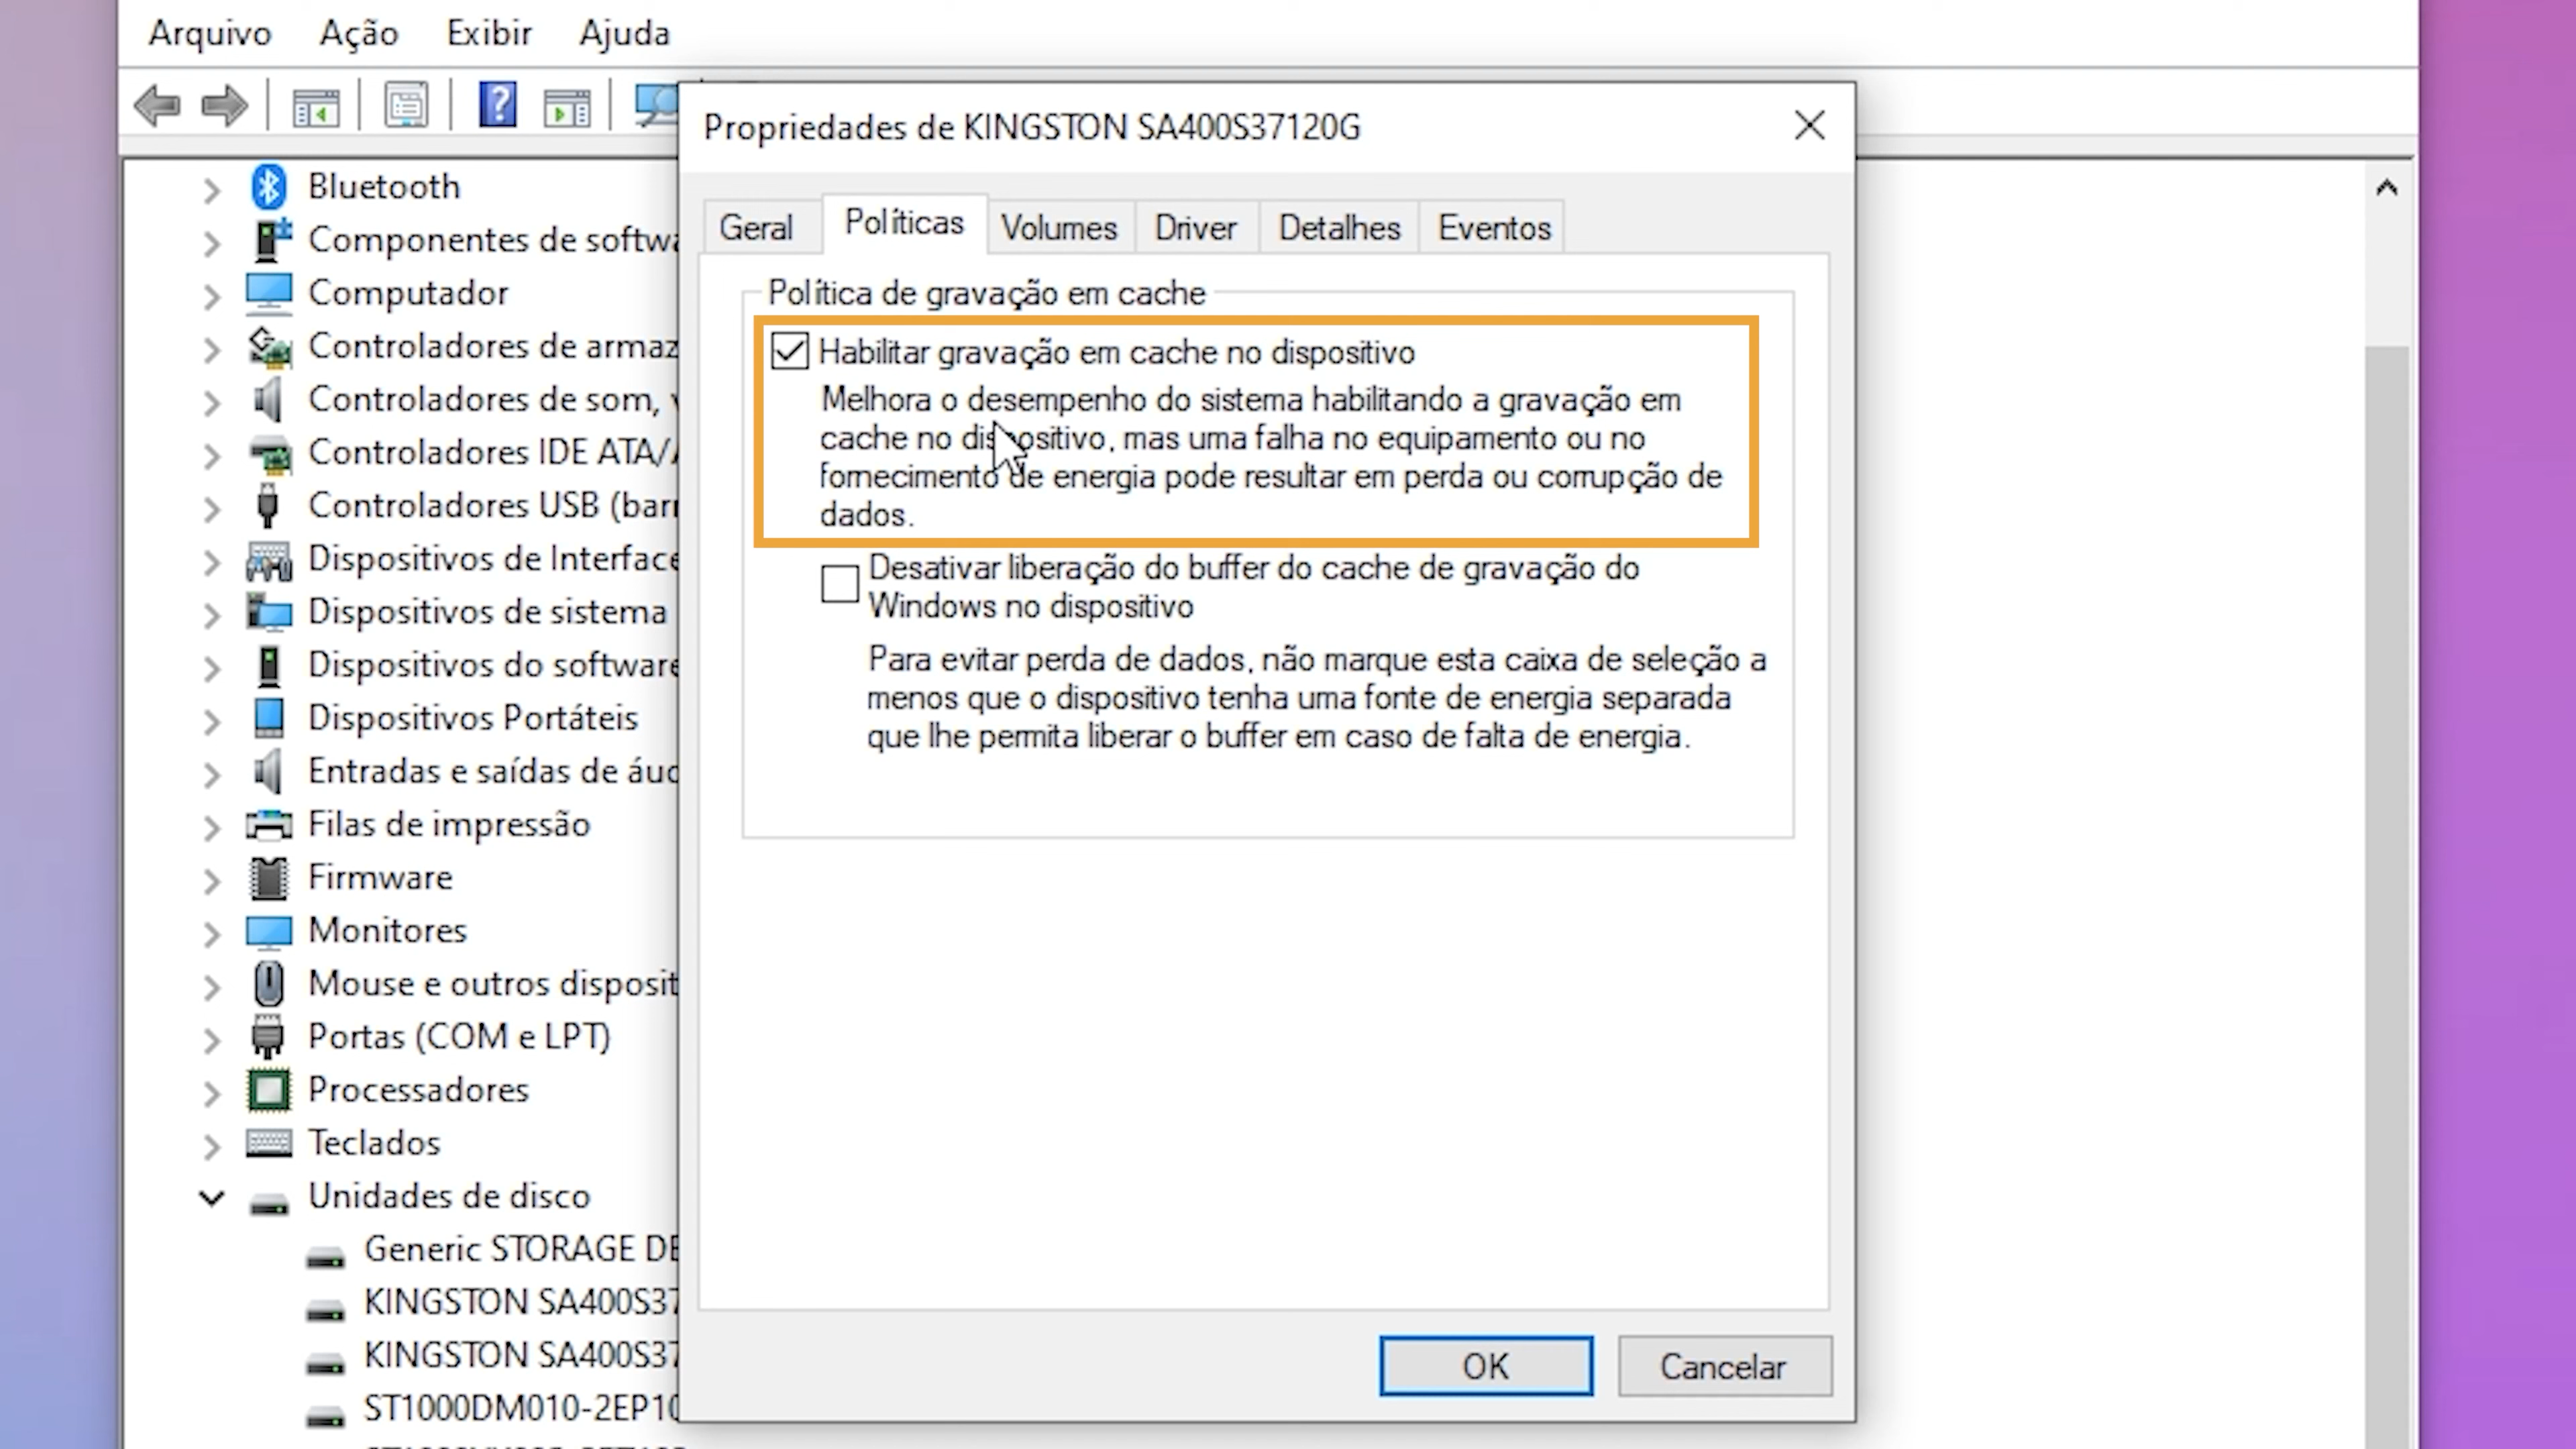 Arquivo Ação Exibir Ajuda
Propriedades de KINGSTON SA400S37120G
Geral Políticas Volumes Driver Detalhes Eventos
Política de gravação em cache
Habilitar gravação em cache no dispositivo
Melhora o desempenho do sistema habilitando a gravação em
cache no dispositivo, mas uma falha no equipamento ou no
fornecimento de energia pode resultar em perda ou corrupção de
dados.
Desativar liberação do buffer do cache de gravação do
Windows no dispositivo
Para evitar perda de dados, não marque esta caixa de seleção a
menos que o dispositivo tenha uma fonte de energia separada
que lhe permita liberar o buffer em caso de falta de energia.
OK Cancelar
Bluetooth
Componentes de softwa
Computador
Controladores de armaz
Controladores de som,
Controladores IDE ATA/
Controladores USB (bar
Dispositivos de Interface
Dispositivos de sistema
Dispositivos do software
Dispositivos Portáteis
Entradas e saídas de áu
Filas de impressão
Firmware
Monitores
Mouse e outros disposit
Portas (COM e LPT)
Processadores
Teclados
Unidades de disco
Generic STORAGE DE
KINGSTON SA400S37
KINGSTON SA400S37
ST1000DM010-2EP10